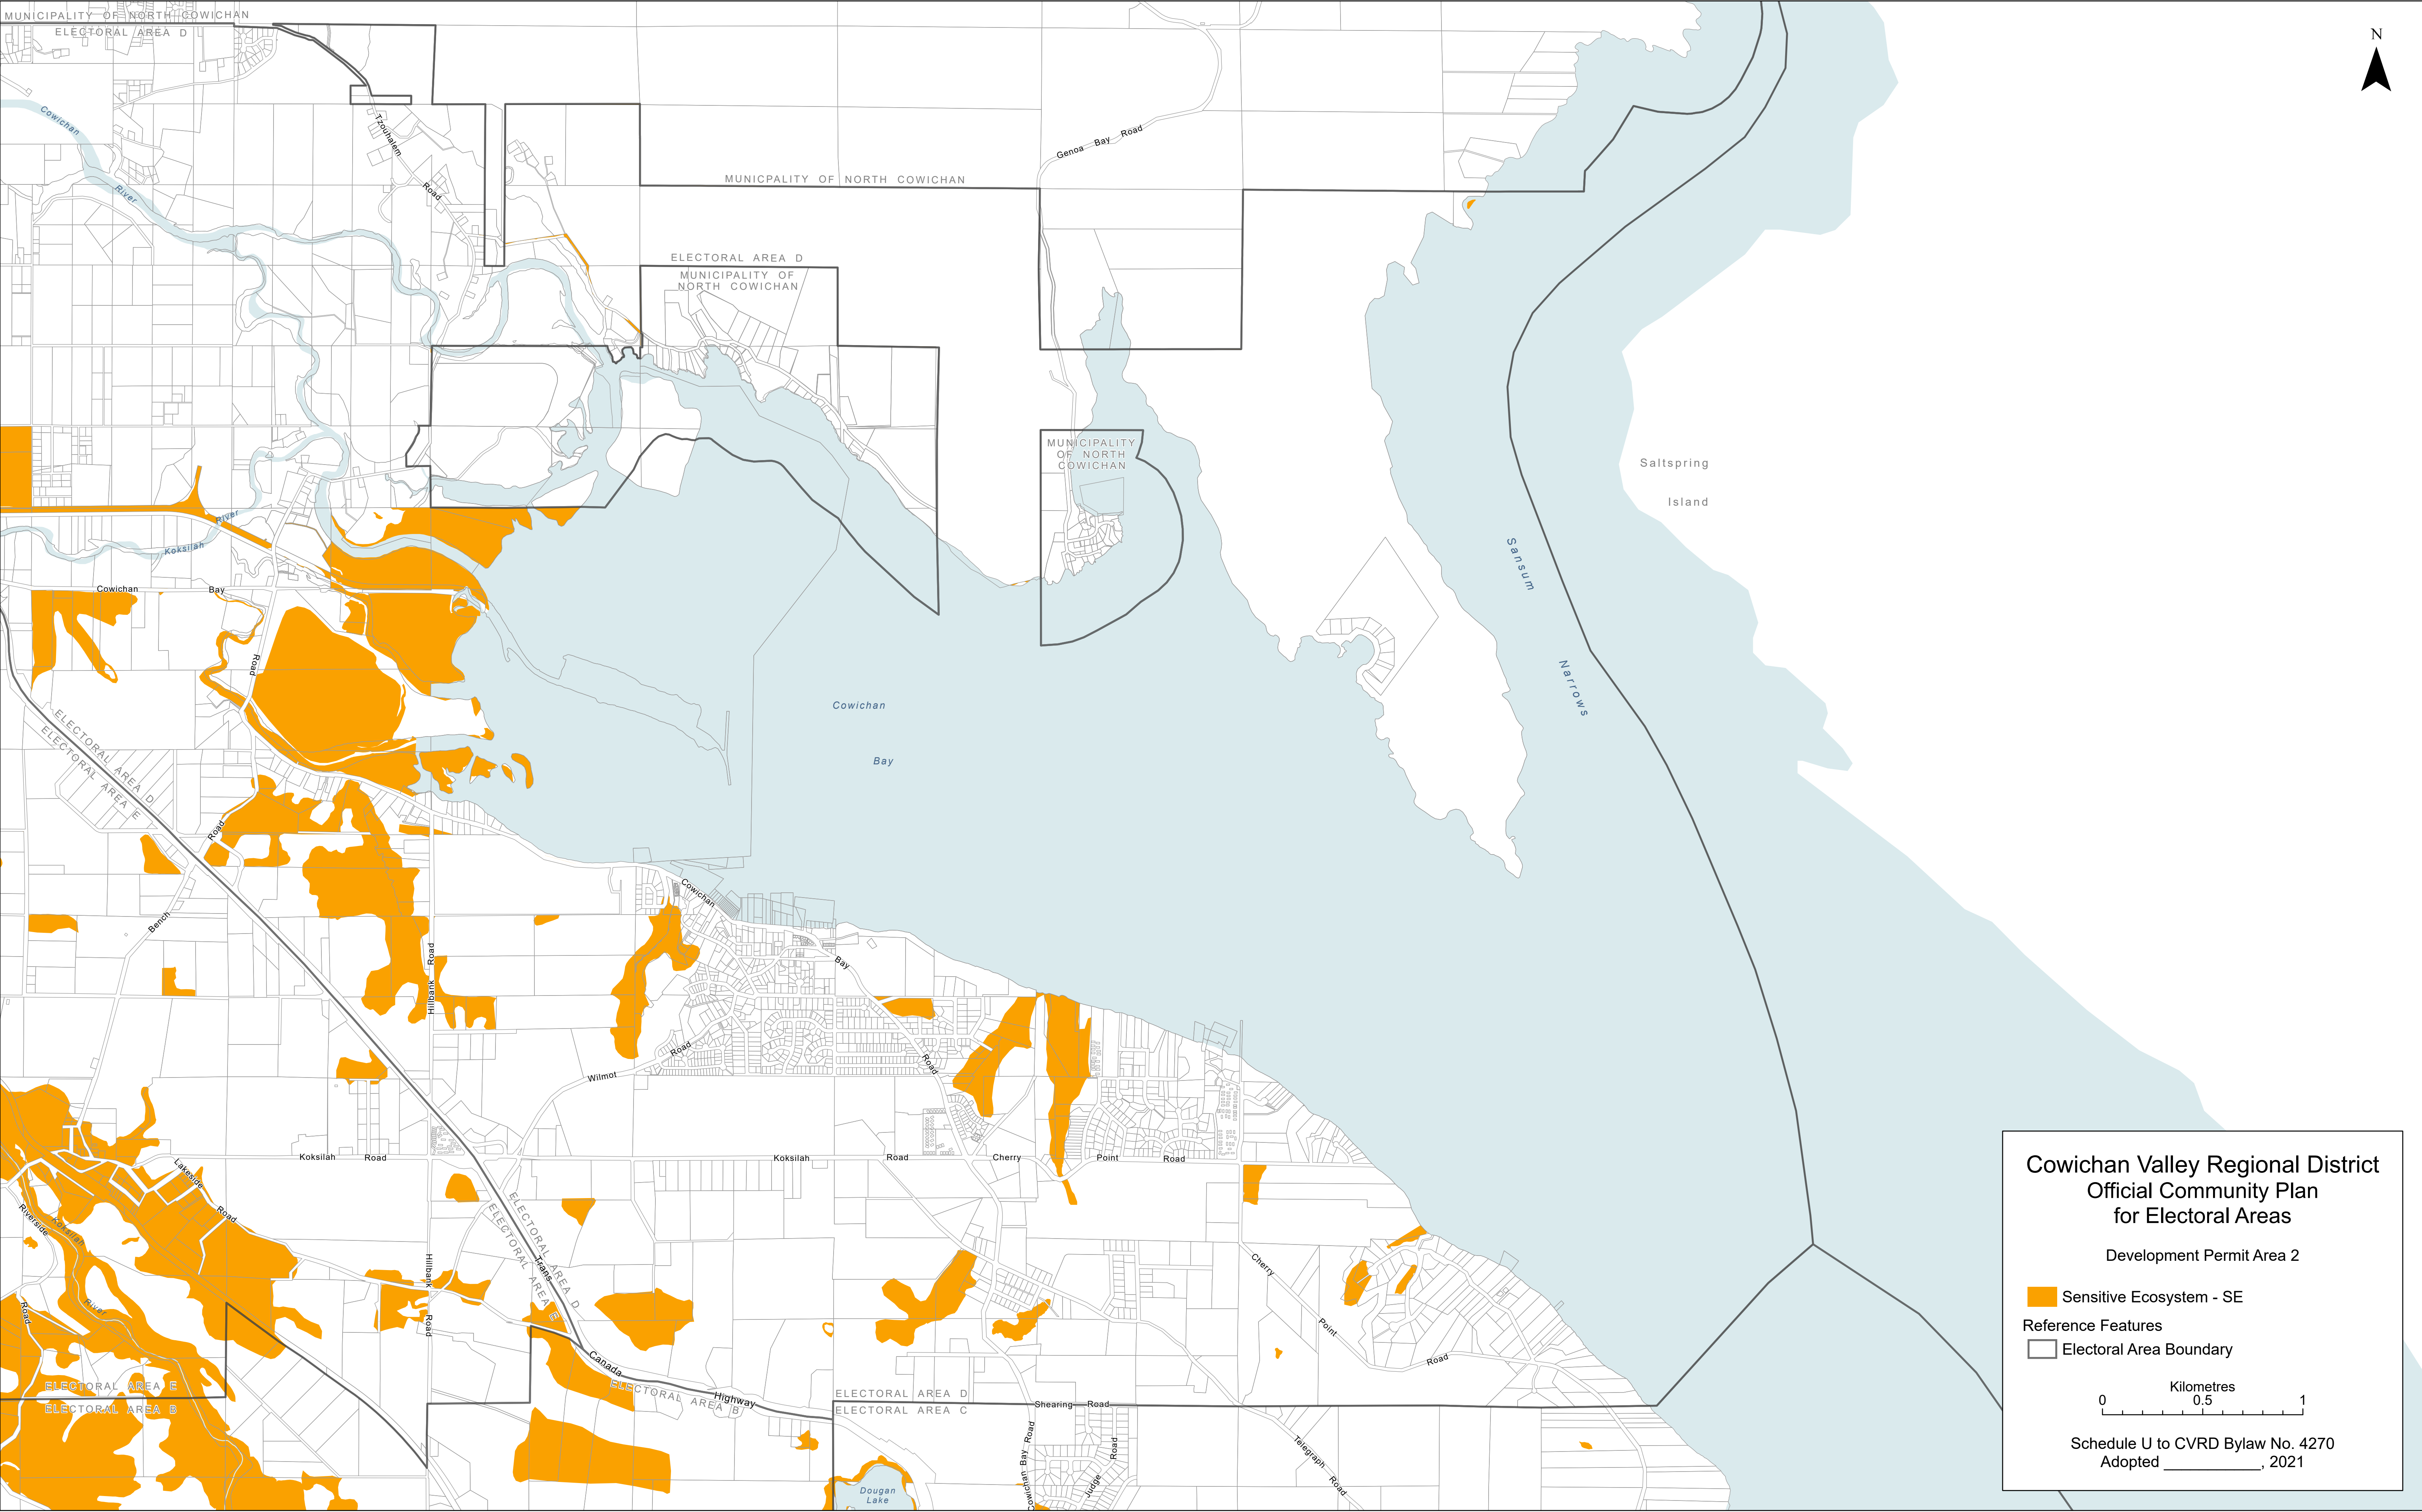 MUNICIPALITY OF NORTH COWICHAN
ELECTORAL AREA D
N
Cowichan
River
Tzouhalem
Road
Genoa Bay Road
MUNICPALITY OF NORTH COWICHAN
ELECTORAL AREA D
MUNICIPALITY OF
NORTH COWICHAN
MUNICIPALITY
OF NORTH
COWICHAN
Saltspring
Island
Sansum
Narrows
River
Koksilah
Cowichan Bay
Road
Cowichan
Bay
ELECTORAL AREA D
ELECTORAL AREA E
Road
Bench
Hillbank Road
Cowichan
Bay
Road
Wilmot Road
Koksilah Road
Koksilah Road
Cherry Point Road
Lakeside
Road
Riverside
Road
Koksilah
River
Hillbank
Road
ELECTORAL AREA D
ELECTORAL AREA E
Trans
Canada
Highway
ELECTORAL AREA B
Cherry
Point
Road
ELECTORAL AREA E
ELECTORAL AREA B
ELECTORAL AREA D
ELECTORAL AREA C
Shearing Road
Cowichan Bay Road
Judge
Road
Telegraph
Road
Dougan
Lake
Cowichan Valley Regional District
Official Community Plan
for Electoral Areas
Development Permit Area 2
Sensitive Ecosystem - SE
Reference Features
Electoral Area Boundary
Kilometres
0 0.5 1
Schedule U to CVRD Bylaw No. 4270
Adopted ____________, 2021